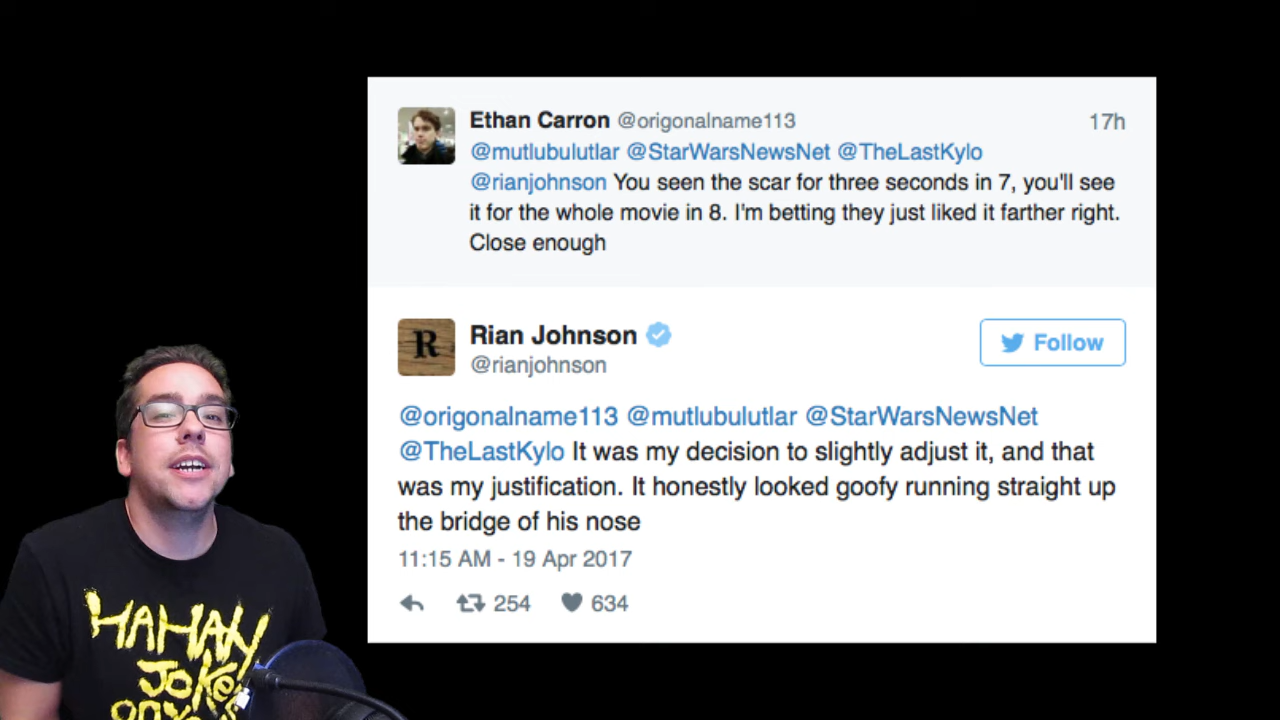 Ethan Carron @origonalname113 17h
@mutlubulutlar @StarWarsNewsNet @TheLastKylo
@rianjohnson You seen the scar for three seconds in 7, you'll see
it for the whole movie in 8. I'm betting they just liked it farther right.
Close enough
R
Rian Johnson
Follow
@rianjohnson
@origonalname113 @mutlubulutlar @StarWarsNewsNet
@TheLastKylo It was my decision to slightly adjust it, and that
was my justification. It honestly looked goofy running straight up
the bridge of his nose
11:15 AM - 19 Apr 2017
254 634
HAHAH
JOKE